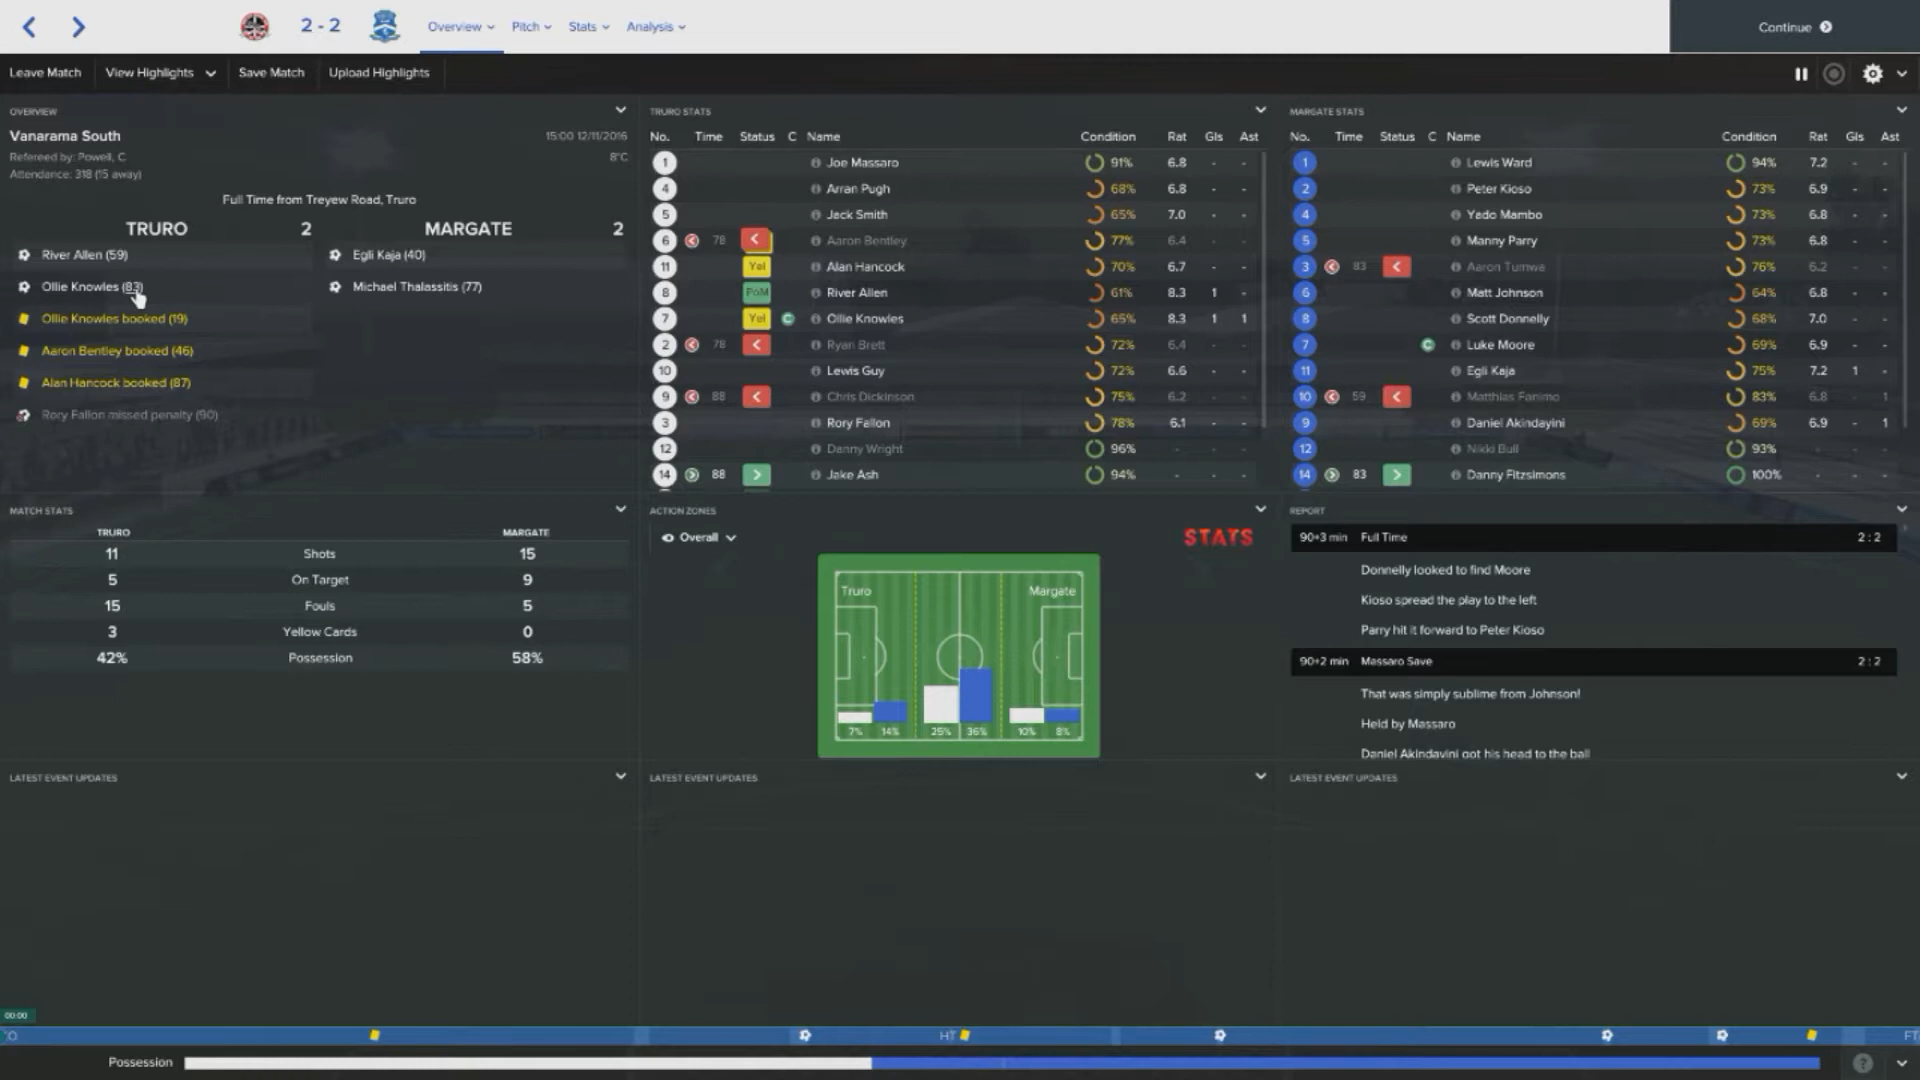 2 - 2 Overview Pitch Stats Analysis Continue
Leave Match View Highlights Save Match Upload Highlights
OVERVIEW
Vanarama South 15:00 12/11/2016
Refereed by: Powell, C 8°C
Attendance: 318 (15 away)
Full Time from Treyew Road, Truro
TRURO 2 MARGATE 2
River Allen (59) Egli Kaja (40)
Ollie Knowles (83) Michael Thalassitis (77)
Ollie Knowles booked (19)
Aaron Bentley booked (46)
Alan Hancock booked (87)
Rory Fallon missed penalty (90)
TRURO STATS
No. Time Status C Name Condition Rat Gls Ast
1 Joe Massaro 91% 6.8 - -
4 Arran Pugh 68% 6.8 - -
5 Jack Smith 65% 7.0 - -
6 78 Aaron Bentley 77% 6.4 - -
11 Yel Alan Hancock 70% 6.7 - -
8 PoM River Allen 61% 8.3 1 -
7 Yel C Ollie Knowles 65% 8.3 1 1
2 78 Ryan Brett 72% 6.4 - -
10 Lewis Guy 72% 6.6 - -
9 88 Chris Dickinson 75% 6.2 - -
3 Rory Fallon 78% 6.1 - -
12 Danny Wright 96% - - -
14 88 Jake Ash 94% - - -
MARGATE STATS
No. Time Status C Name Condition Rat Gls Ast
1 Lewis Ward 94% 7.2 - -
2 Peter Kioso 73% 6.9 - -
4 Yado Mambo 73% 6.8 - -
5 Manny Parry 73% 6.8 - -
3 83 Aaron Tumwa 76% 6.2 - -
6 Matt Johnson 64% 6.8 - -
8 Scott Donnelly 68% 7.0 - -
7 C Luke Moore 69% 6.9 - -
11 Egli Kaja 75% 7.2 1 -
10 59 Matthias Fanimo 83% 6.8 - 1
9 Daniel Akindayini 69% 6.9 - 1
12 Nikki Bull 93% - - -
14 83 Danny Fitzsimons 100% - - -
MATCH STATS
TRURO MARGATE
11 Shots 15
5 On Target 9
15 Fouls 5
3 Yellow Cards 0
42% Possession 58%
ACTION ZONES
Overall STATS
Truro Margate
7% 14% 25% 36% 10% 8%
REPORT
90+3 min Full Time 2 : 2
Donnelly looked to find Moore
Kioso spread the play to the left
Parry hit it forward to Peter Kioso
90+2 min Massaro Save 2 : 2
That was simply sublime from Johnson!
Held by Massaro
Daniel Akindayini got his head to the ball
LATEST EVENT UPDATES
LATEST EVENT UPDATES
LATEST EVENT UPDATES
00:00
HT FT
Possession ?